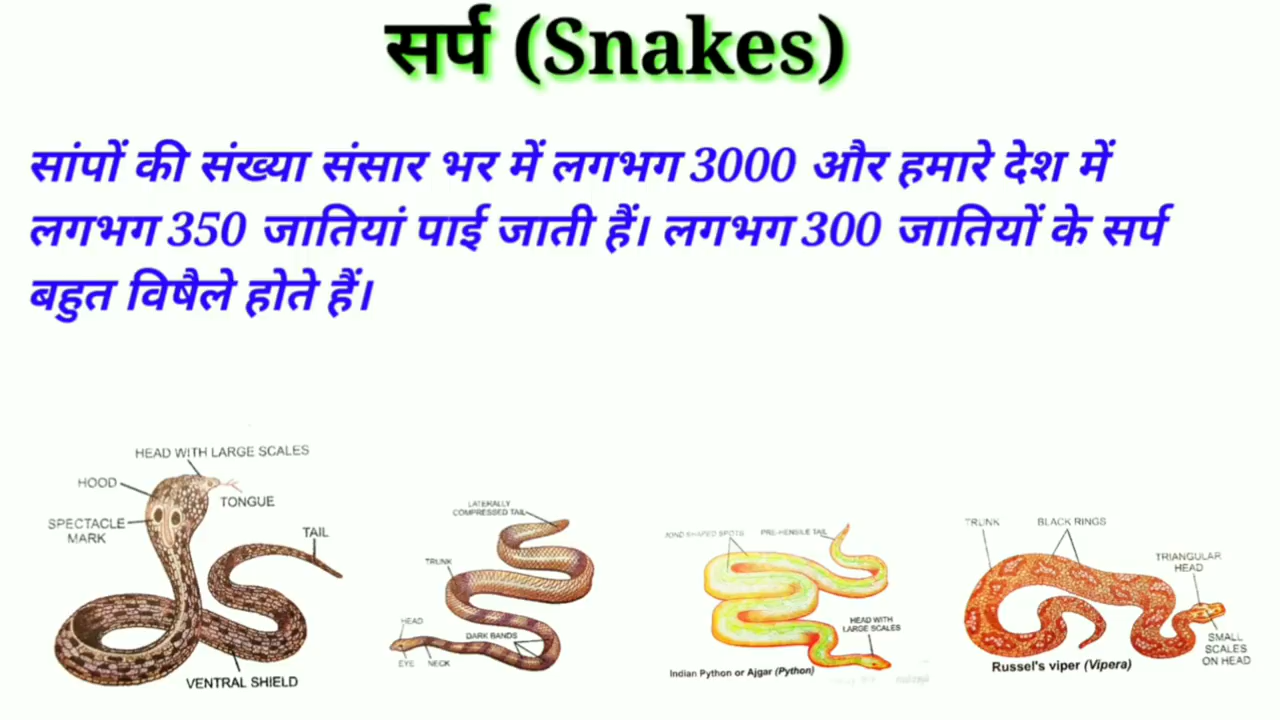 सर्प (Snakes)
सांपों की संख्या संसार भर में लगभग 3000 और हमारे देश में
लगभग 350 जातियां पाई जाती हैं। लगभग 300 जातियों के सर्प
बहुत विषैले होते हैं।
HEAD WITH LARGE SCALES
HOOD
TONGUE
SPECTACLE
MARK
TAIL
VENTRAL SHIELD
LATERALLY
COMPRESSED TAIL
TRUNK
HEAD
DARK BANDS
EYE
NECK
SHAPED SPOTS
PRE-HENSILE TAIL
HEAD WITH
LARGE SCALES
Indian Python or Ajgar (Python)
TRUNK
BLACK RINGS
TRIANGULAR
HEAD
SMALL
SCALES
ON HEAD
Russel's viper (Vipera)